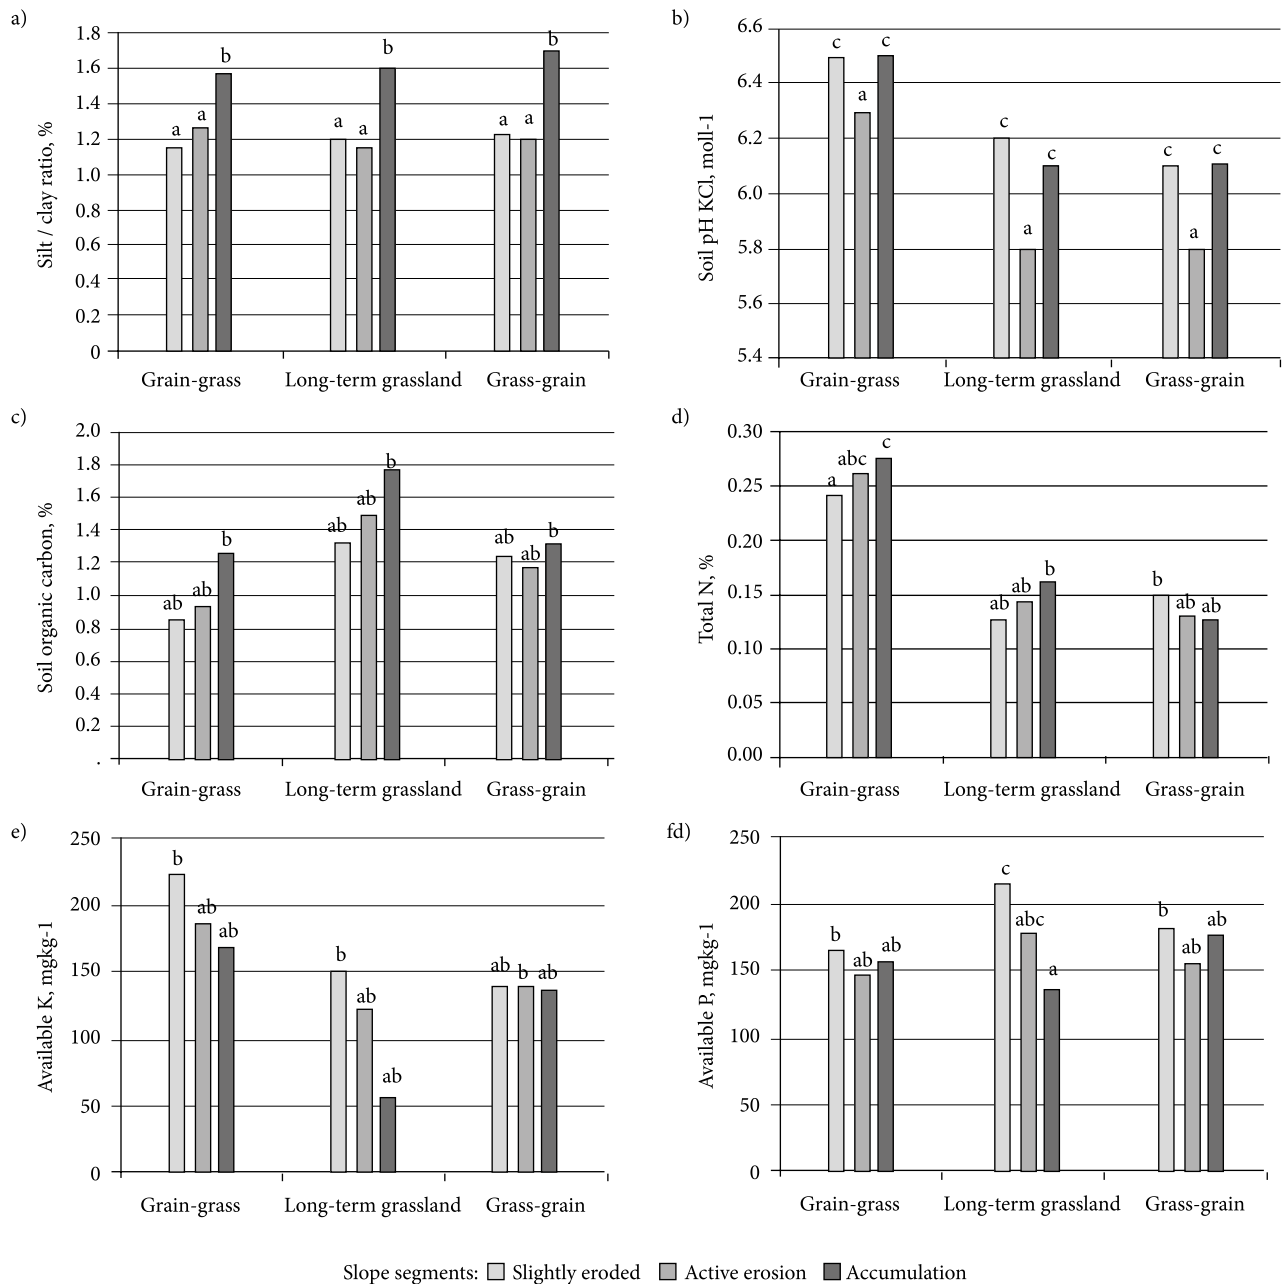 a)
1.8
1.6
1.4
1.2
1.0
0.8
0.6
0.4
0.2
0
Silt / clay ratio, %
a a b
a a b
a a b
Grain-grass Long-term grassland Grass-grain
b)
6.6
6.4
6.2
6.0
5.8
5.6
5.4
Soil pH KCl, moll-1
c a c
c a c
c a c
Grain-grass Long-term grassland Grass-grain
c)
2.0
1.8
1.6
1.4
1.2
1.0
0.8
0.6
0.4
0.2
.
Soil organic carbon, %
ab ab b
ab ab b
ab ab b
Grain-grass Long-term grassland Grass-grain
d)
0.30
0.25
0.20
0.15
0.10
0.05
0.00
Total N, %
a abc c
ab ab b
b ab ab
Grain-grass Long-term grassland Grass-grain
e)
250
200
150
100
50
0
Available K, mgkg-1
b ab ab
b ab ab
ab b ab
Grain-grass Long-term grassland Grass-grain
fd)
250
200
150
100
50
0
Available P, mgkg-1
b ab ab
c abc a
b ab ab
Grain-grass Long-term grassland Grass-grain
Slope segments: Slightly eroded Active erosion Accumulation